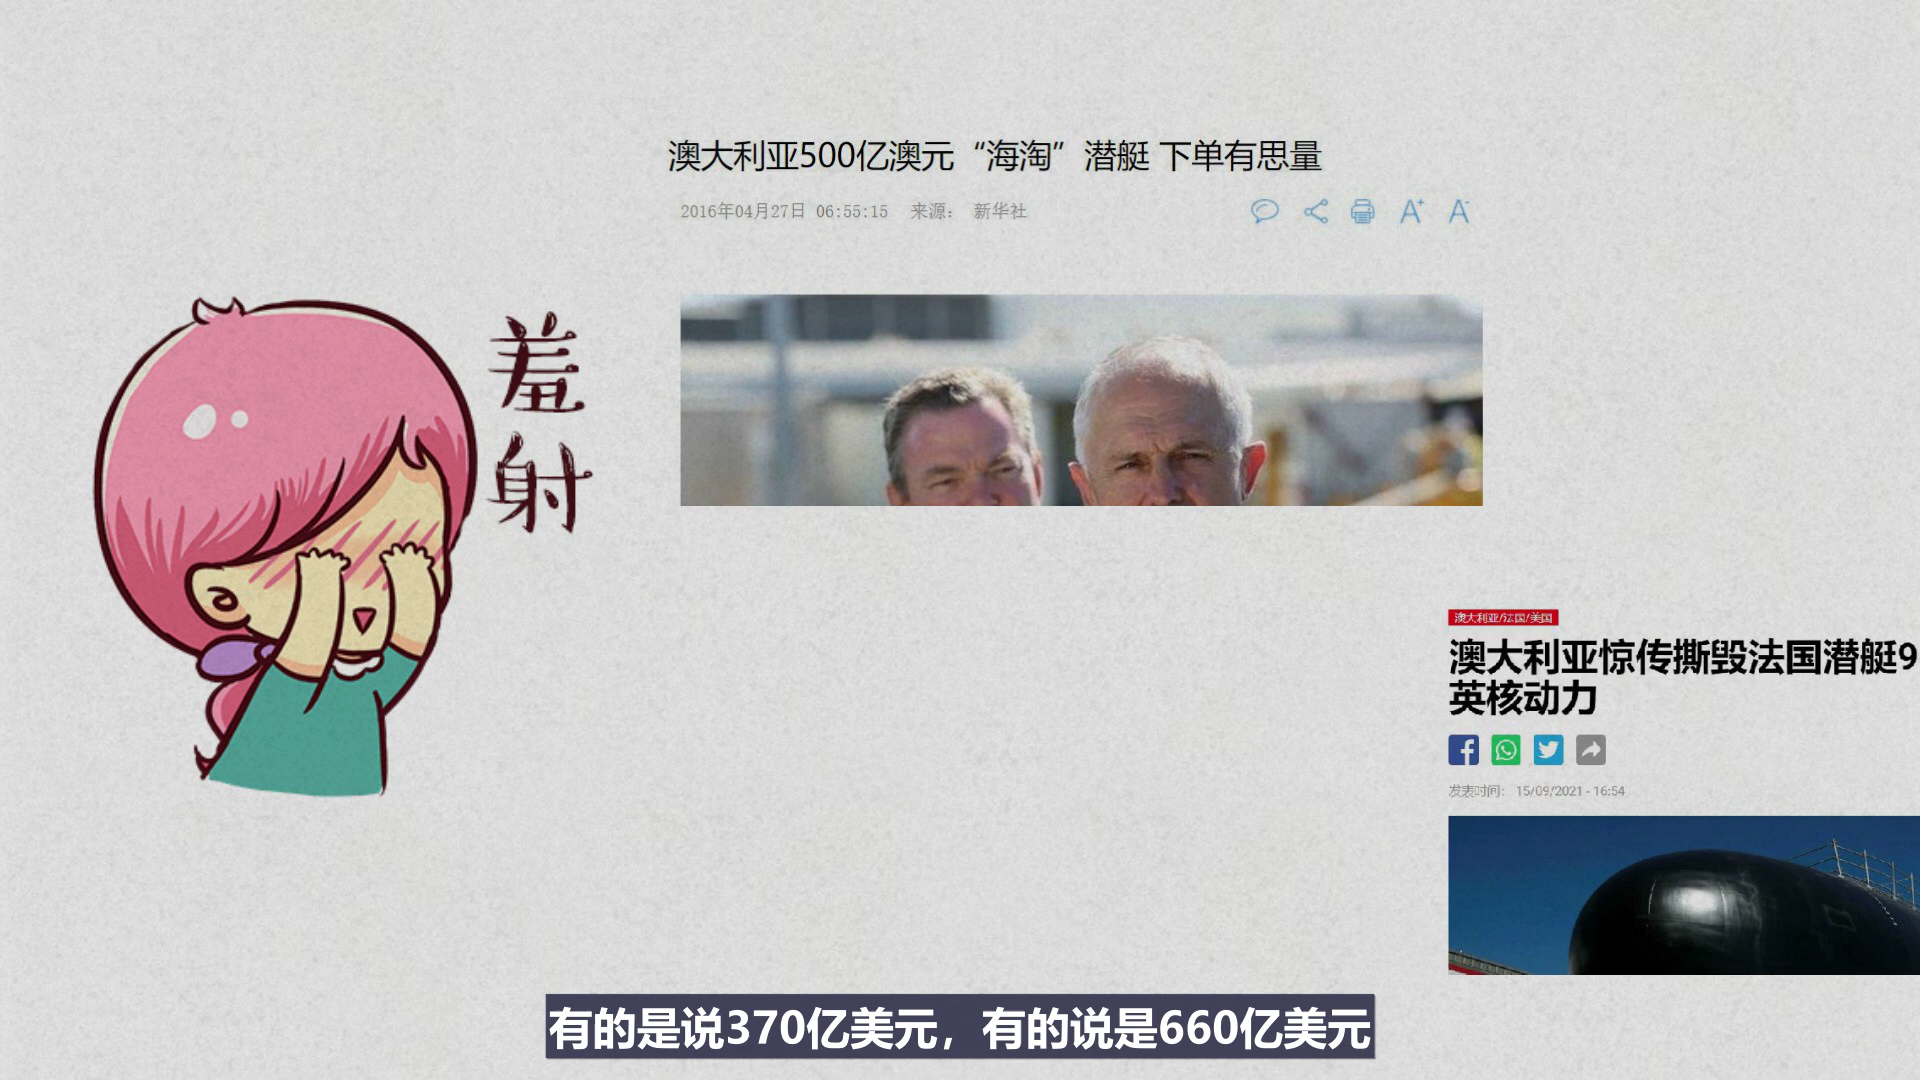 澳大利亚500亿澳元“海淘”潜艇 下单有思量
2016年04月27日 06:55:15 来源： 新华社
A+ A-
羞
射
澳大利亚/法国/美国
澳大利亚惊传撕毁法国潜艇9
英核动力
发表时间： 15/09/2021 - 16:54
有的是说370亿美元，有的说是660亿美元